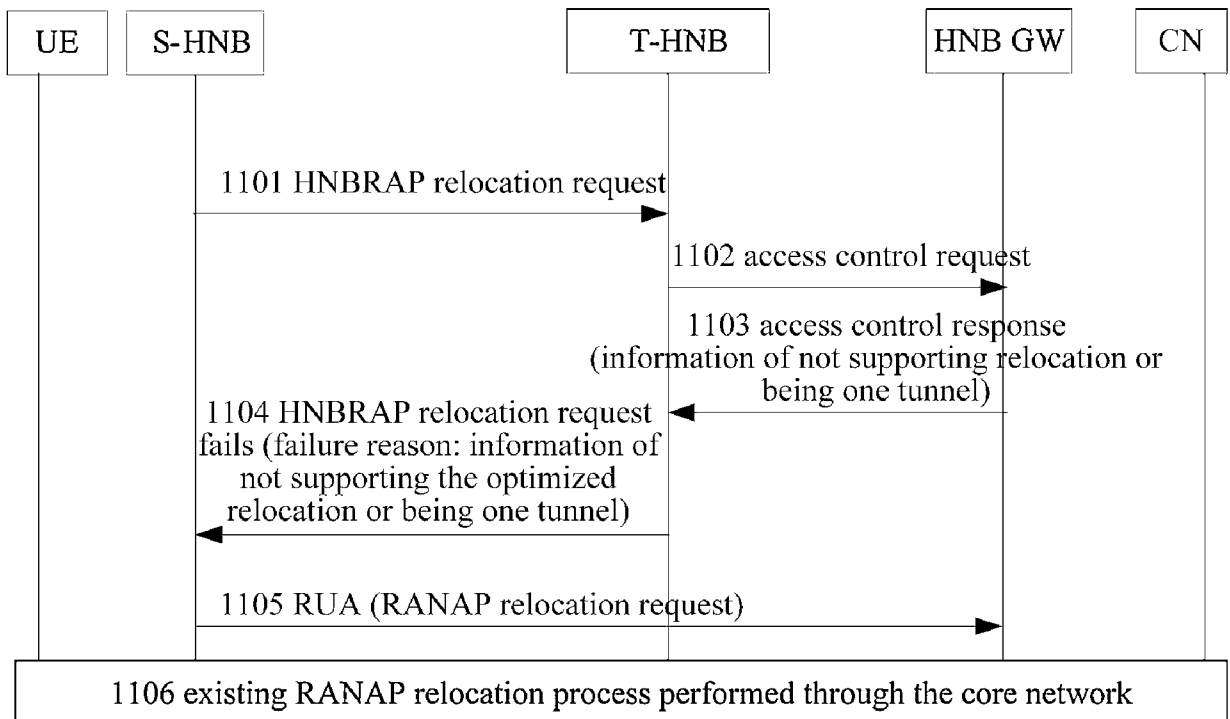 UE
S-HNB
T-HNB
HNB GW
CN
1101 HNBRAP relocation request
1102 access control request
1103 access control response
(information of not supporting relocation or
being one tunnel)
1104 HNBRAP relocation request
fails (failure reason: information of
not supporting the optimized
relocation or being one tunnel)
1105 RUA (RANAP relocation request)
1106 existing RANAP relocation process performed through the core network